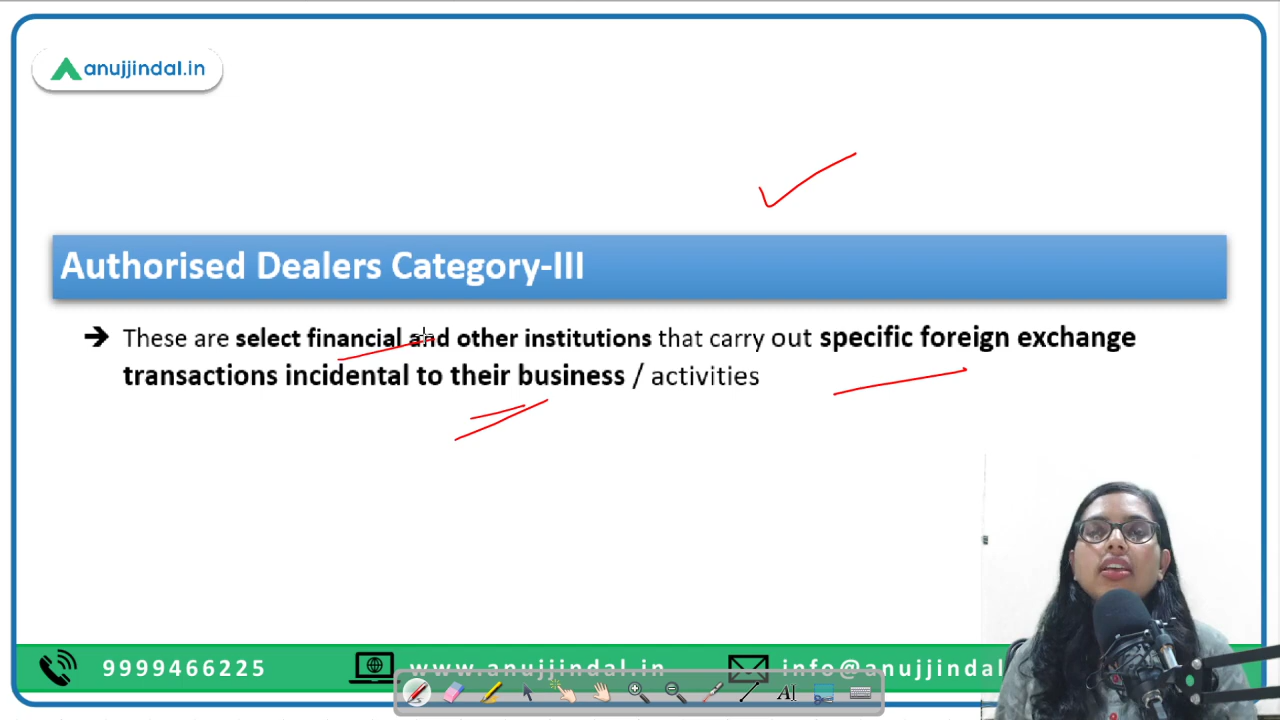 anujjindal.in
Authorised Dealers Category-III
➔ These are select financial and other institutions that carry out specific foreign exchange
transactions incidental to their business / activities
9999466225 www.anujjindal.in info@anujjindal
AI